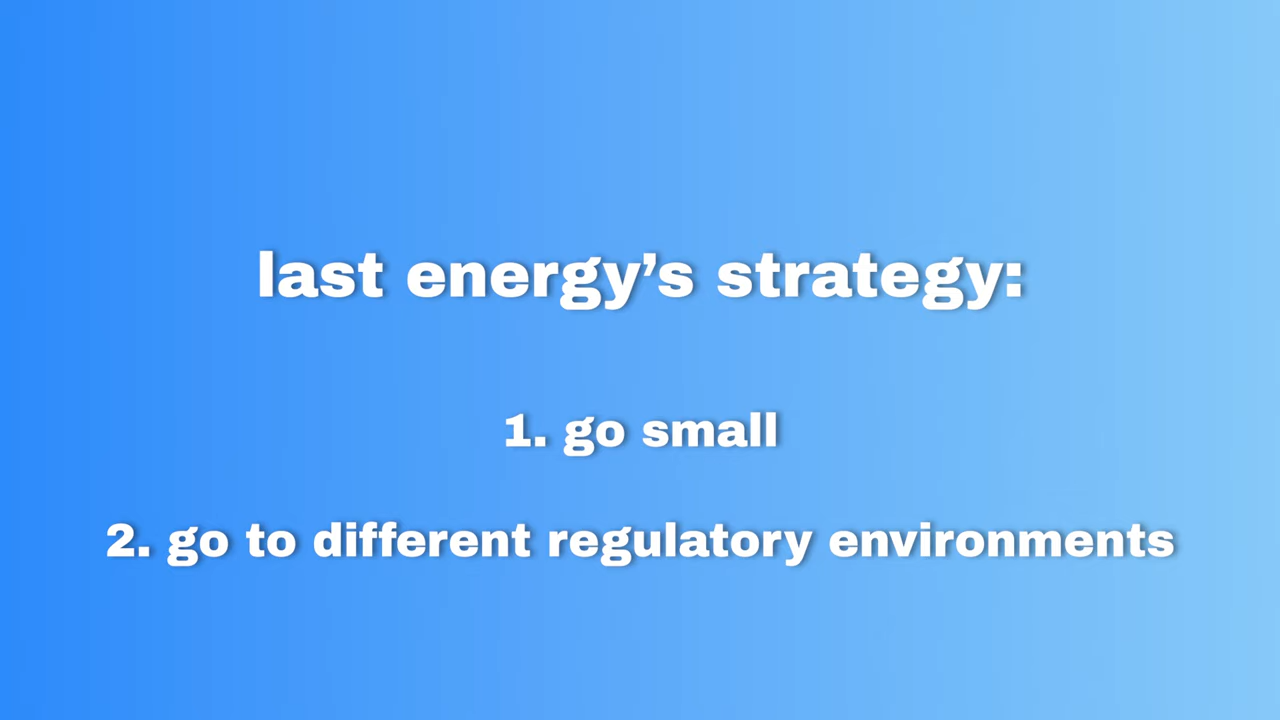 last energy’s strategy:
1. go small
2. go to different regulatory environments